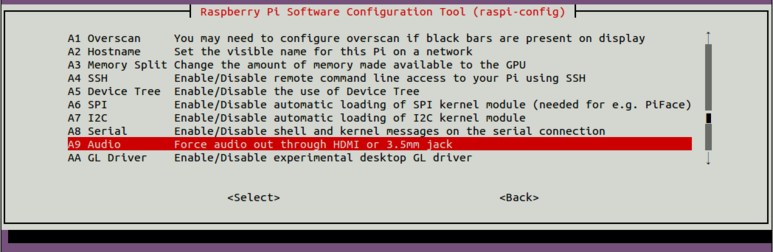 Raspberry Pi Software Configuration Tool (raspi-config)
A1 Overscan You may need to configure overscan if black bars are present on display
A2 Hostname Set the visible name for this Pi on a network
A3 Memory Split Change the amount of memory made available to the GPU
A4 SSH Enable/Disable remote command line access to your Pi using SSH
A5 Device Tree Enable/Disable the use of Device Tree
A6 SPI Enable/Disable automatic loading of SPI kernel module (needed for e.g. PiFace)
A7 I2C Enable/Disable automatic loading of I2C kernel module
A8 Serial Enable/Disable shell and kernel messages on the serial connection
A9 Audio Force audio out through HDMI or 3.5mm jack
AA GL Driver Enable/Disable experimental desktop GL driver
<Select> <Back>